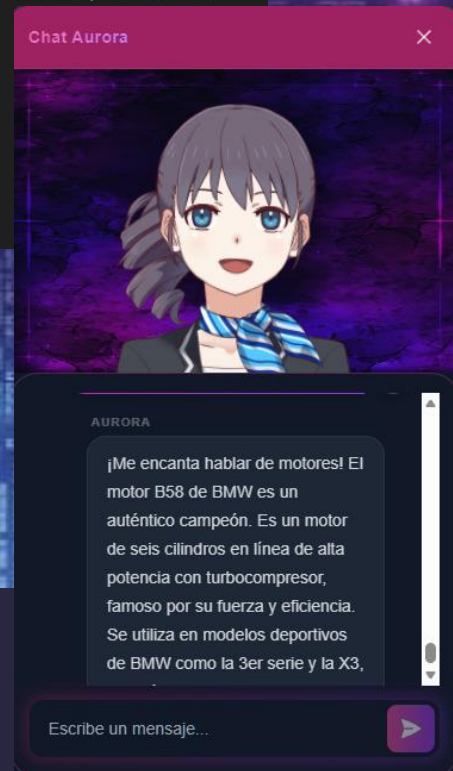 Chat Aurora
AURORA
¡Me encanta hablar de motores! El
motor B58 de BMW es un
auténtico campeón. Es un motor
de seis cilindros en línea de alta
potencia con turbocompresor,
famoso por su fuerza y eficiencia.
Se utiliza en modelos deportivos
de BMW como la 3er serie y la X3,
Escribe un mensaje...